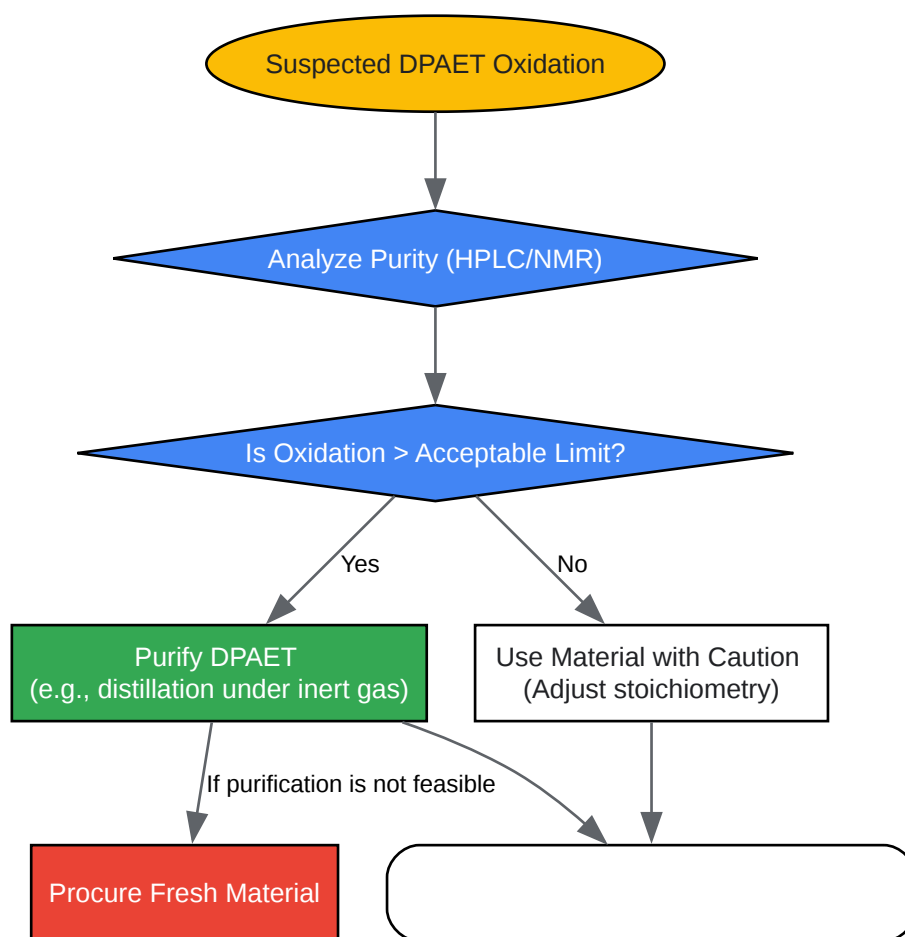 Suspected DPAET Oxidation
Analyze Purity (HPLC/NMR)
Is Oxidation > Acceptable Limit?
Yes
No
Purify DPAET
(e.g., distillation under inert gas)
Use Material with Caution
(Adjust stoichiometry)
If purification is not feasible
Procure Fresh Material